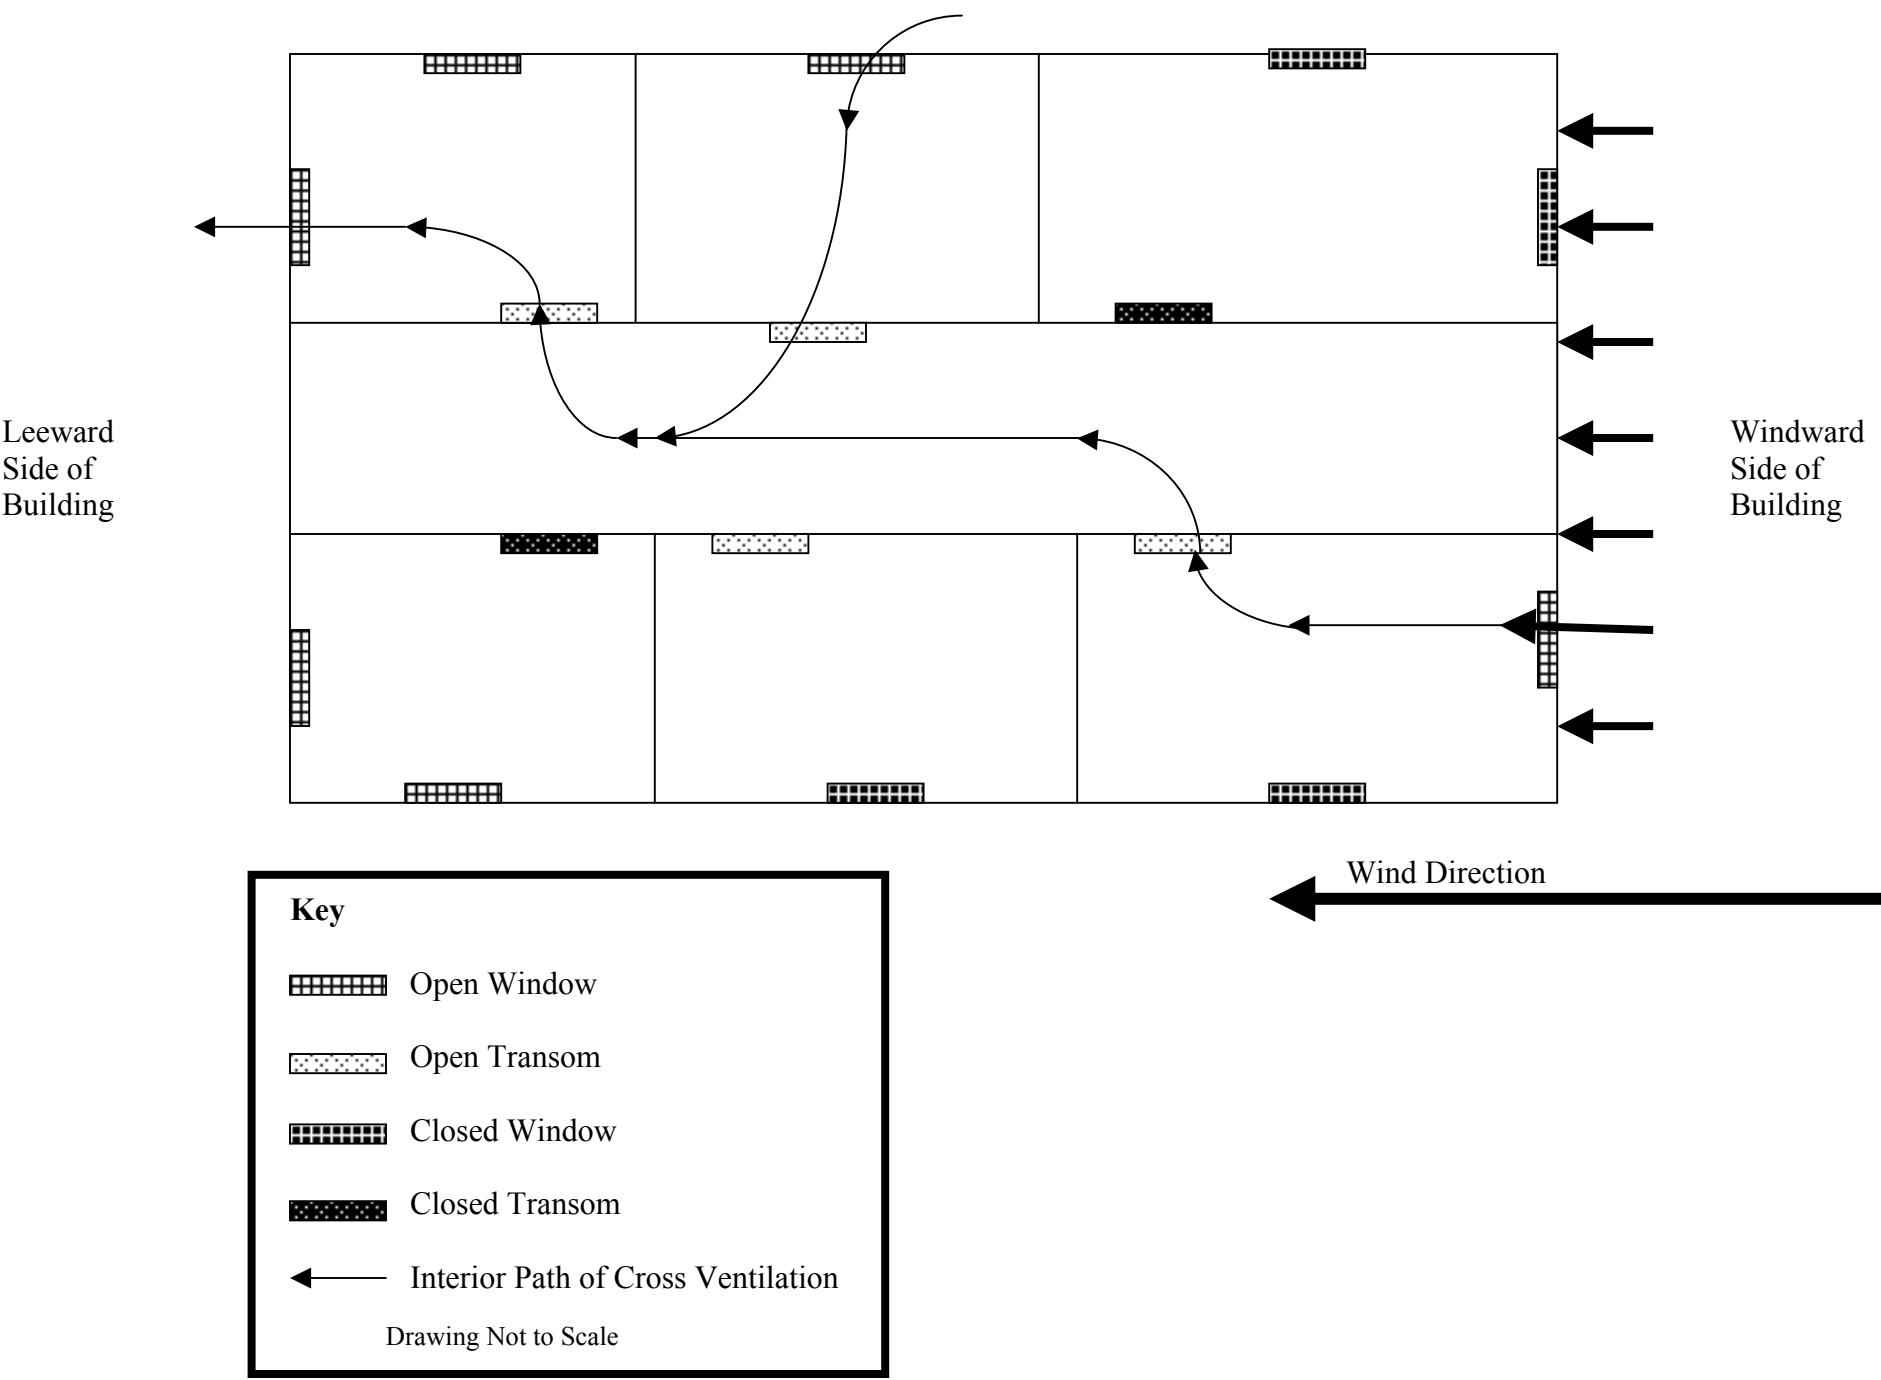 Leeward
Side of
Building
Windward
Side of
Building
Wind Direction
Key
Open Window
Open Transom
Closed Window
Closed Transom
Interior Path of Cross Ventilation
Drawing Not to Scale